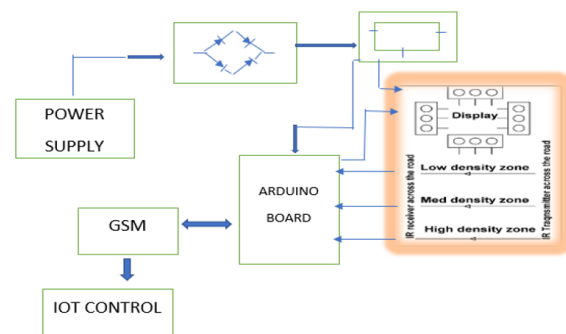 POWER
SUPPLY
Display
Low density zone
Med density zone
High density zone
IR receiver across the road
IR Traqnsmitter across the road
ARDUINO
BOARD
GSM
IOT CONTROL